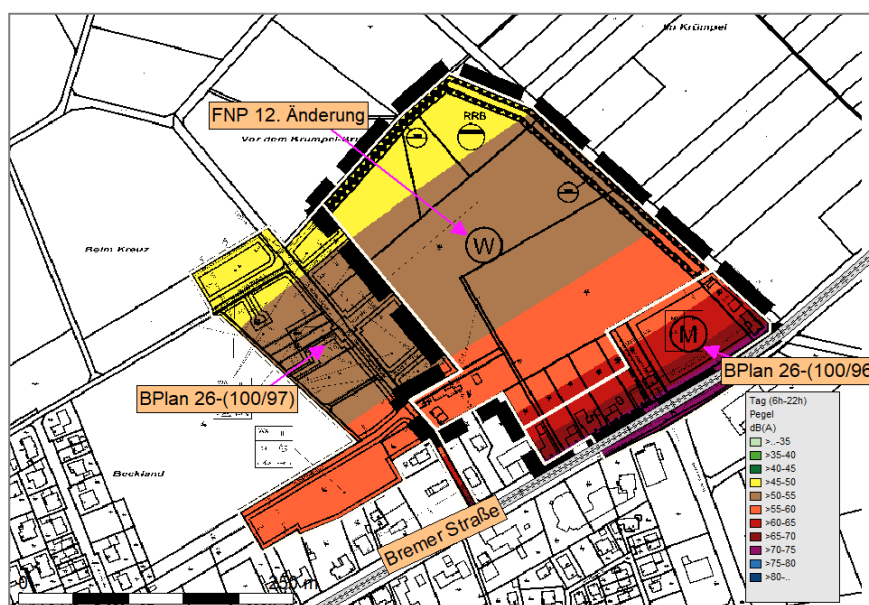 Im Krümpel
FNP 12. Änderung
RRB
Vor dem Krümpel
Beim Kreuz
W
M
BPlan 26-(100/97)
BPlan 26-(100/96
WA II
Beckland
Bremer Straße
0
250 m
Tag (6h-22h)
Pegel
dB(A)
>..-35
>35-40
>40-45
>45-50
>50-55
>55-60
>60-65
>65-70
>70-75
>75-80
>80-..